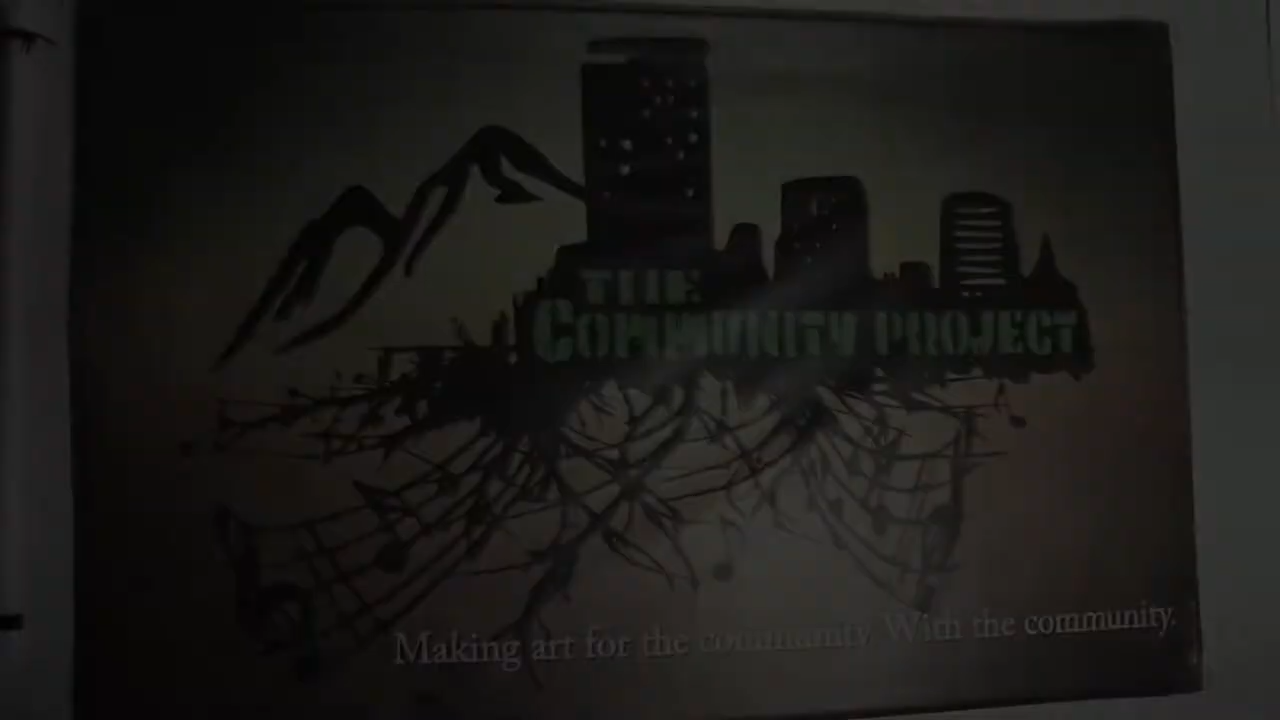 THE
COMMUNITY PROJECT
Making art for the community. With the community.